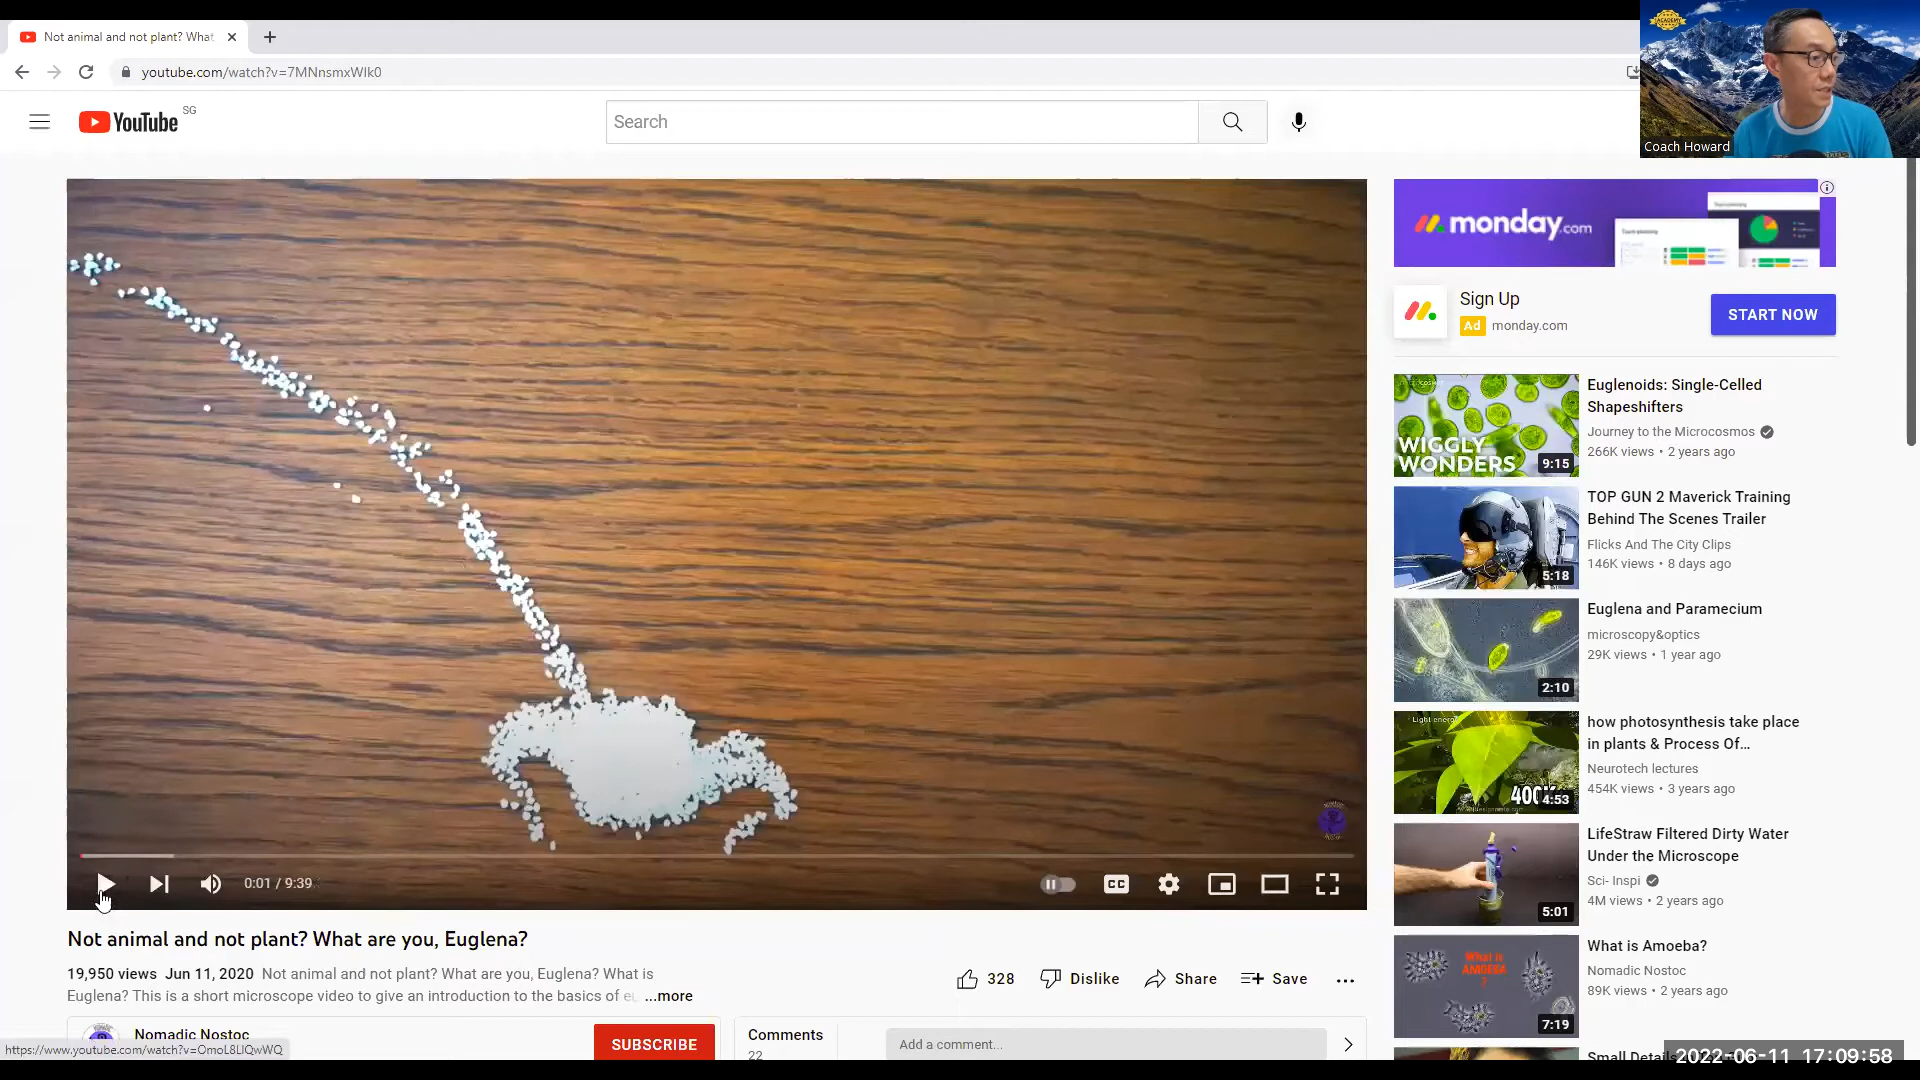 Not animal and not plant? What
youtube.com/watch?v=7MNnsmxWlk0
YouTube SG
Search
Coach Howard
monday.com
Sign Up
Ad monday.com
START NOW
Euglenoids: Single-Celled
Shapeshifters
Journey to the Microcosmos
266K views • 2 years ago
WIGGLY
WONDERS
9:15
TOP GUN 2 Maverick Training
Behind The Scenes Trailer
Flicks And The City Clips
146K views • 8 days ago
5:18
Euglena and Paramecium
microscopy&optics
29K views • 1 year ago
2:10
how photosynthesis take place
in plants & Process Of...
Neurotech lectures
454K views • 3 years ago
Light energy
4:53
LifeStraw Filtered Dirty Water
Under the Microscope
Sci- Inspi
4M views • 2 years ago
5:01
What is Amoeba?
Nomadic Nostoc
89K views • 2 years ago
What is
AMOEBA
?
7:19
0:01 / 9:39
CC
Not animal and not plant? What are you, Euglena?
19,950 views Jun 11, 2020 Not animal and not plant? What are you, Euglena? What is
Euglena? This is a short microscope video to give an introduction to the basics of ...more
328 Dislike Share Save
Nomadic Nostoc
SUBSCRIBE
Comments
22
Add a comment...
https://www.youtube.com/watch?v=OmoL8LlQwWQ
Small Details
2022-06-11 17:09:58